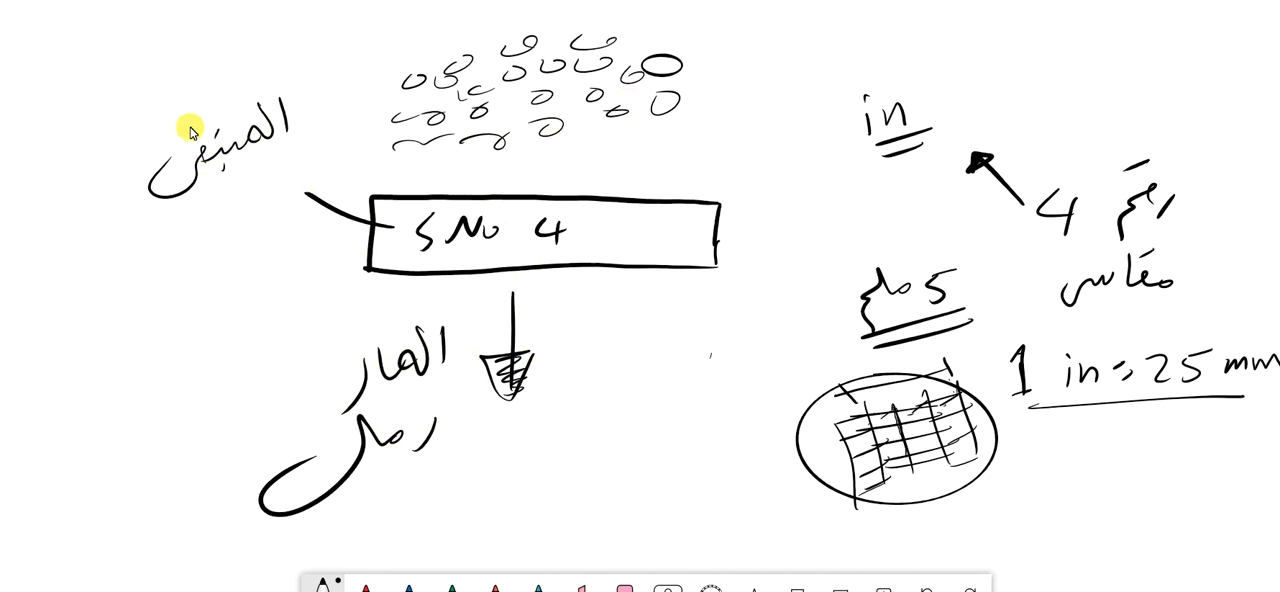 in
المتبقي
رقم 4
S No 4
مقاس
5 ملم
1 in = 25 mm
المار
رمل